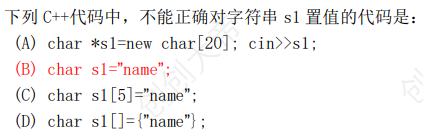 下列 C++代码中，不能正确对字符串 s1 置值的代码是：
(A) char *s1=new char[20]; cin>>s1;
(B) char s1=”name”;
(C) char s1[5]=”name”;
(D) char s1[]={”name”};